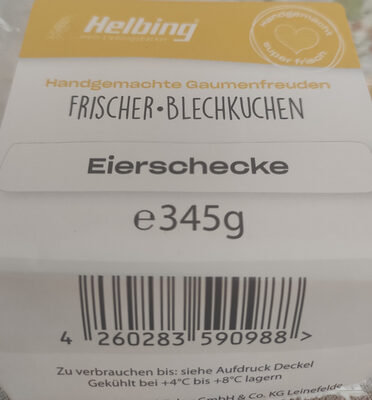 Helbing
handgemacht
super frisch
Handgemachte Gaumenfreuden
FRISCHER•BLECHKUCHEN
Eierschecke
℮345g
4 260283 590988 >
Zu verbrauchen bis: siehe Aufdruck Deckel
Gekühlt bei +4°C bis +8°C lagern
GmbH & Co. KG Leinefelde